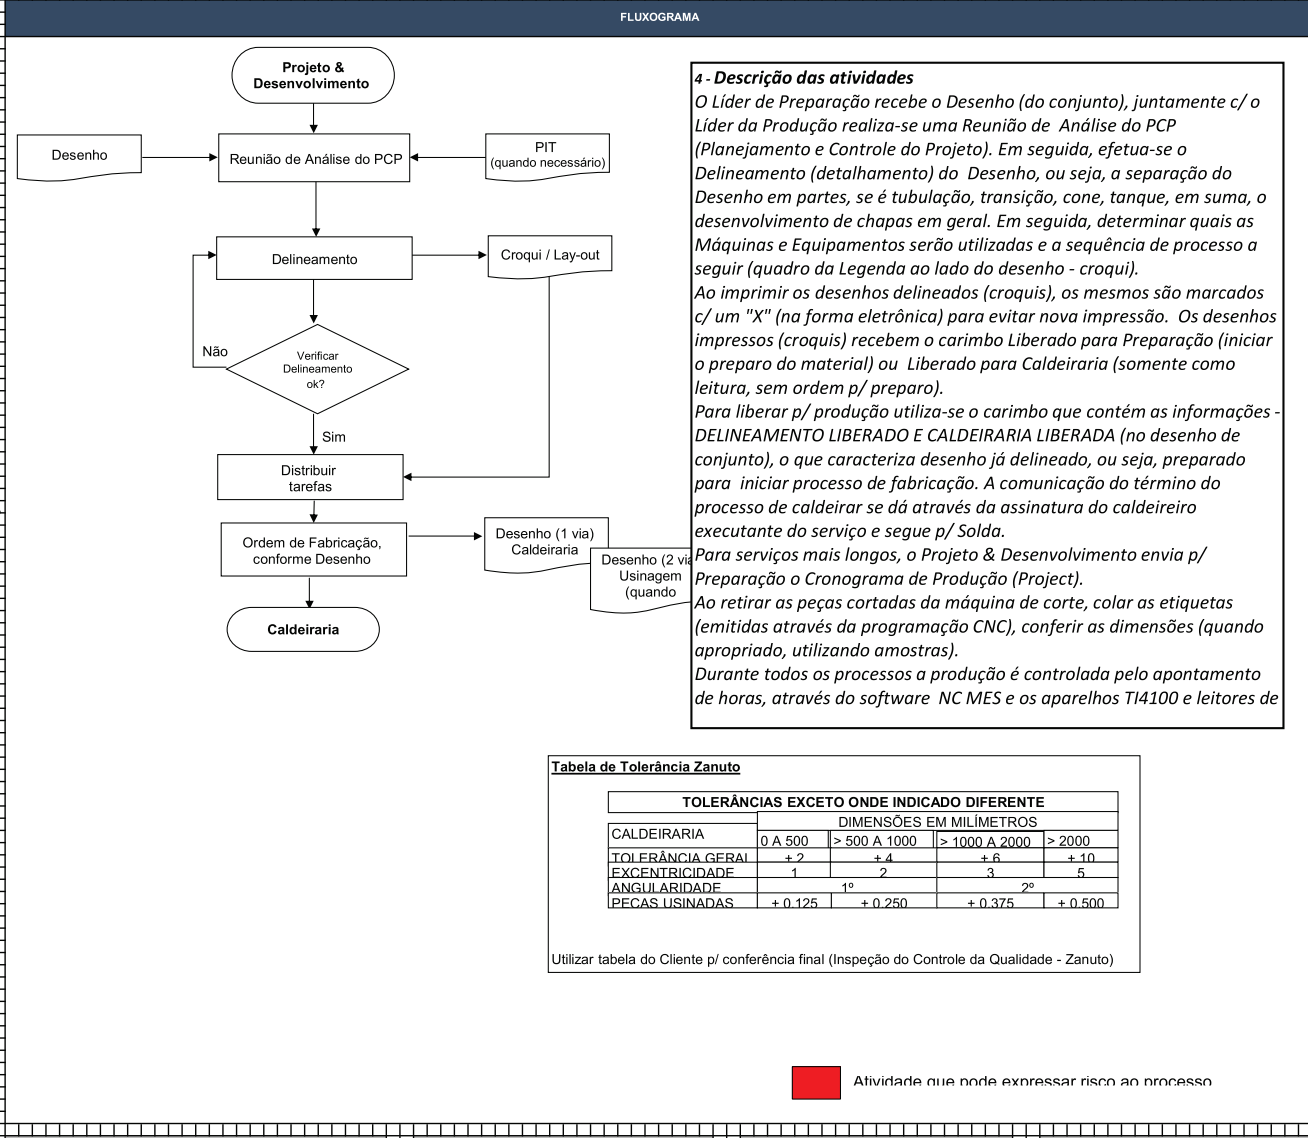 FLUXOGRAMA
Projeto &
Desenvolvimento
Desenho
Reunião de Análise do PCP
PIT
(quando necessário)
Delineamento
Croqui / Lay-out
Não
Verificar
Delineamento
ok?
Sim
Distribuir
tarefas
Ordem de Fabricação,
conforme Desenho
Desenho (1 via)
Caldeiraria
Desenho (2 via
Usinagem
(quando
Caldeiraria
4 - Descrição das atividades
O Líder de Preparação recebe o Desenho (do conjunto), juntamente c/ o
Líder da Produção realiza-se uma Reunião de Análise do PCP
(Planejamento e Controle do Projeto). Em seguida, efetua-se o
Delineamento (detalhamento) do Desenho, ou seja, a separação do
Desenho em partes, se é tubulação, transição, cone, tanque, em suma, o
desenvolvimento de chapas em geral. Em seguida, determinar quais as
Máquinas e Equipamentos serão utilizadas e a sequência de processo a
seguir (quadro da Legenda ao lado do desenho - croqui).
Ao imprimir os desenhos delineados (croquis), os mesmos são marcados
c/ um "X" (na forma eletrônica) para evitar nova impressão. Os desenhos
impressos (croquis) recebem o carimbo Liberado para Preparação (iniciar
o preparo do material) ou Liberado para Caldeiraria (somente como
leitura, sem ordem p/ preparo).
Para liberar p/ produção utiliza-se o carimbo que contém as informações -
DELINEAMENTO LIBERADO E CALDEIRARIA LIBERADA (no desenho de
conjunto), o que caracteriza desenho já delineado, ou seja, preparado
para iniciar processo de fabricação. A comunicação do término do
processo de caldeirar se dá através da assinatura do caldeireiro
executante do serviço e segue p/ Solda.
Para serviços mais longos, o Projeto & Desenvolvimento envia p/
Preparação o Cronograma de Produção (Project).
Ao retirar as peças cortadas da máquina de corte, colar as etiquetas
(emitidas através da programação CNC), conferir as dimensões (quando
apropriado, utilizando amostras).
Durante todos os processos a produção é controlada pelo apontamento
de horas, através do software NC MES e os aparelhos TI4100 e leitores de
Tabela de Tolerância Zanuto
TOLERÂNCIAS EXCETO ONDE INDICADO DIFERENTE
DIMENSÕES EM MILÍMETROS
CALDEIRARIA 0 A 500 > 500 A 1000 > 1000 A 2000 > 2000
TOLERÂNCIA GERAL ± 2 ± 4 ± 6 ± 10
EXCENTRICIDADE 1 2 3 5
ANGULARIDADE 1º 2º
PEÇAS USINADAS ± 0,125 ± 0,250 ± 0,375 ± 0,500
Utilizar tabela do Cliente p/ conferência final (Inspeção do Controle da Qualidade - Zanuto)
Atividade que pode expressar risco ao processo